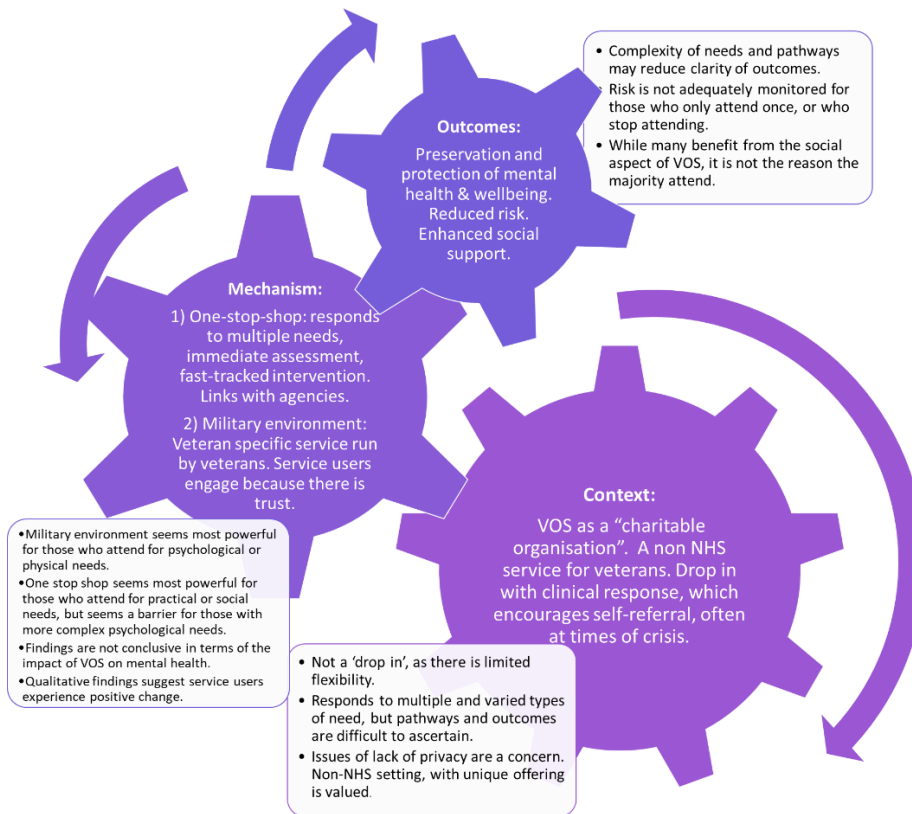 Outcomes:
Preservation and
protection of mental
health & wellbeing.
Reduced risk.
Enhanced social
support.
• Complexity of needs and pathways
may reduce clarity of outcomes.
• Risk is not adequately monitored for
those who only attend once, or who
stop attending.
• While many benefit from the social
aspect of VOS, it is not the reason the
majority attend.
Mechanism:
1) One-stop-shop: responds
to multiple needs,
immediate assessment,
fast-tracked intervention.
Links with agencies.
2) Military environment:
Veteran specific service run
by veterans. Service users
engage because there is
trust.
•Military environment seems most powerful
for those who attend for psychological or
physical needs.
•One stop shop seems most powerful for
those who attend for practical or social
needs, but seems a barrier for those with
more complex psychological needs.
•Findings are not conclusive in terms of the
impact of VOS on mental health.
•Qualitative findings suggest service users
experience positive change.
Context:
VOS as a “charitable
organisation”. A non NHS
service for veterans. Drop in
with clinical response, which
encourages self-referral, often
at times of crisis.
• Not a ‘drop in’, as there is limited
flexibility.
• Responds to multiple and varied types
of need, but pathways and outcomes
are difficult to ascertain.
• Issues of lack of privacy are a concern.
Non-NHS setting, with unique offering
is valued.